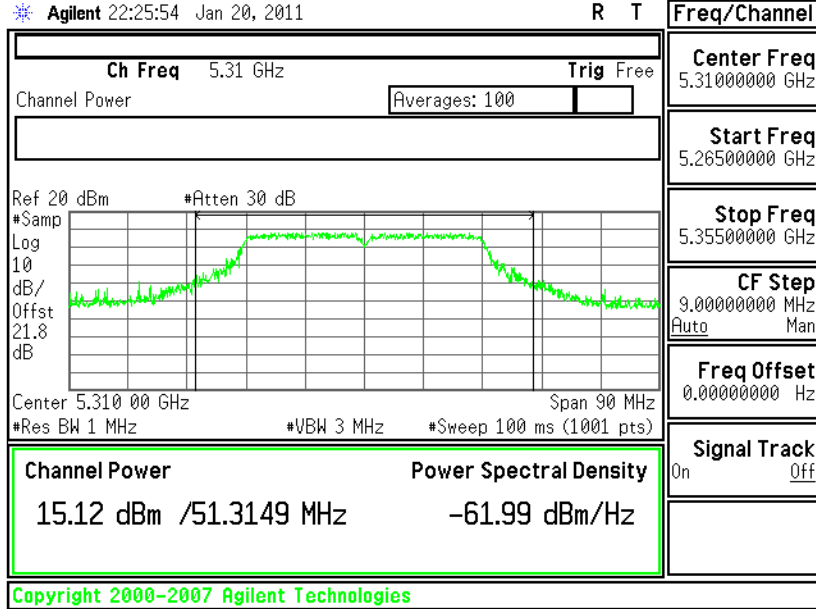 Agilent 22:25:54 Jan 20, 2011 R T Freq/Channel
Ch Freq 5.31 GHz Trig Free
Channel Power Averages: 100
Ref 20 dBm #Atten 30 dB
#Samp
Log
10
dB/
Offst
21.8
dB
Center 5.310 00 GHz Span 90 MHz
#Res BW 1 MHz #VBW 3 MHz #Sweep 100 ms (1001 pts)
Channel Power Power Spectral Density
15.12 dBm /51.3149 MHz -61.99 dBm/Hz
Center Freq
5.31000000 GHz
Start Freq
5.26500000 GHz
Stop Freq
5.35500000 GHz
CF Step
9.00000000 MHz
Auto Man
Freq Offset
0.00000000 Hz
Signal Track
On Off
Copyright 2000-2007 Agilent Technologies